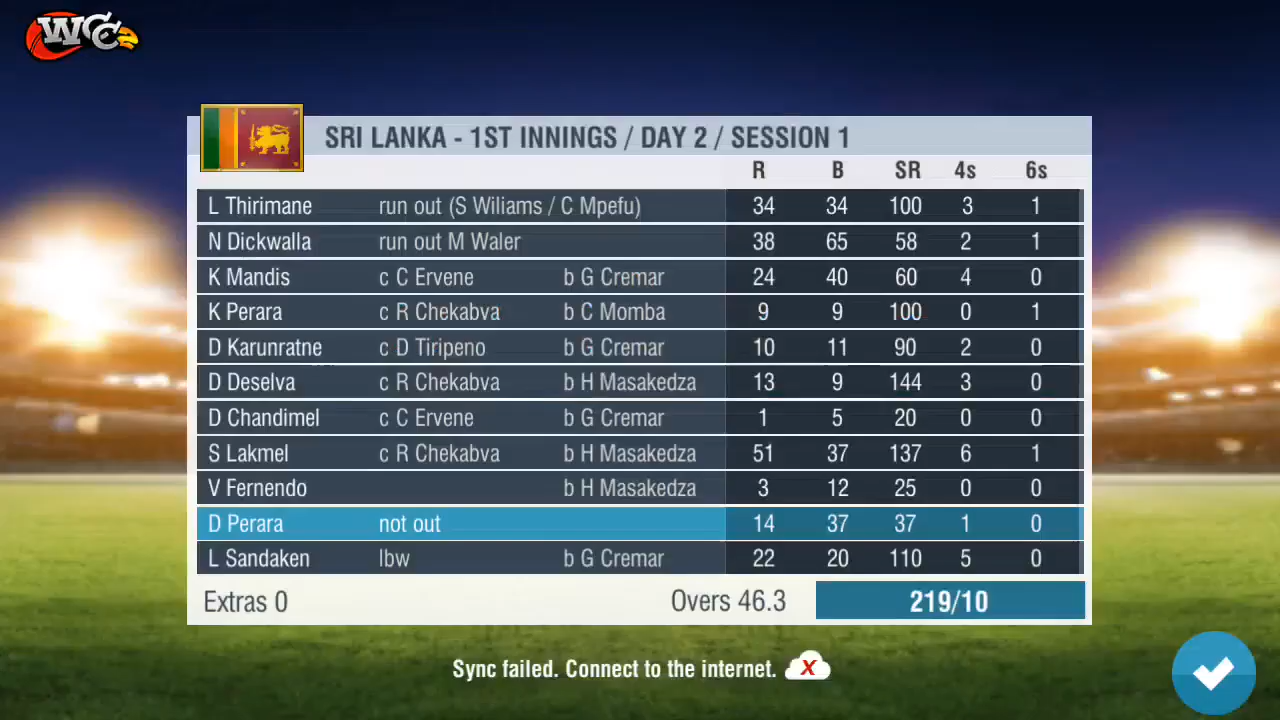 WCC
SRI LANKA - 1ST INNINGS / DAY 2 / SESSION 1
R B SR 4s 6s
L Thirimane run out (S Wiliams / C Mpefu) 34 34 100 3 1
N Dickwalla run out M Waler 38 65 58 2 1
K Mandis c C Ervene b G Cremar 24 40 60 4 0
K Perara c R Chekabva b C Momba 9 9 100 0 1
D Karunratne c D Tiripeno b G Cremar 10 11 90 2 0
D Deselva c R Chekabva b H Masakedza 13 9 144 3 0
D Chandimel c C Ervene b G Cremar 1 5 20 0 0
S Lakmel c R Chekabva b H Masakedza 51 37 137 6 1
V Fernendo b H Masakedza 3 12 25 0 0
D Perara not out 14 37 37 1 0
L Sandaken lbw b G Cremar 22 20 110 5 0
Extras 0 Overs 46.3 219/10
Sync failed. Connect to the internet. X